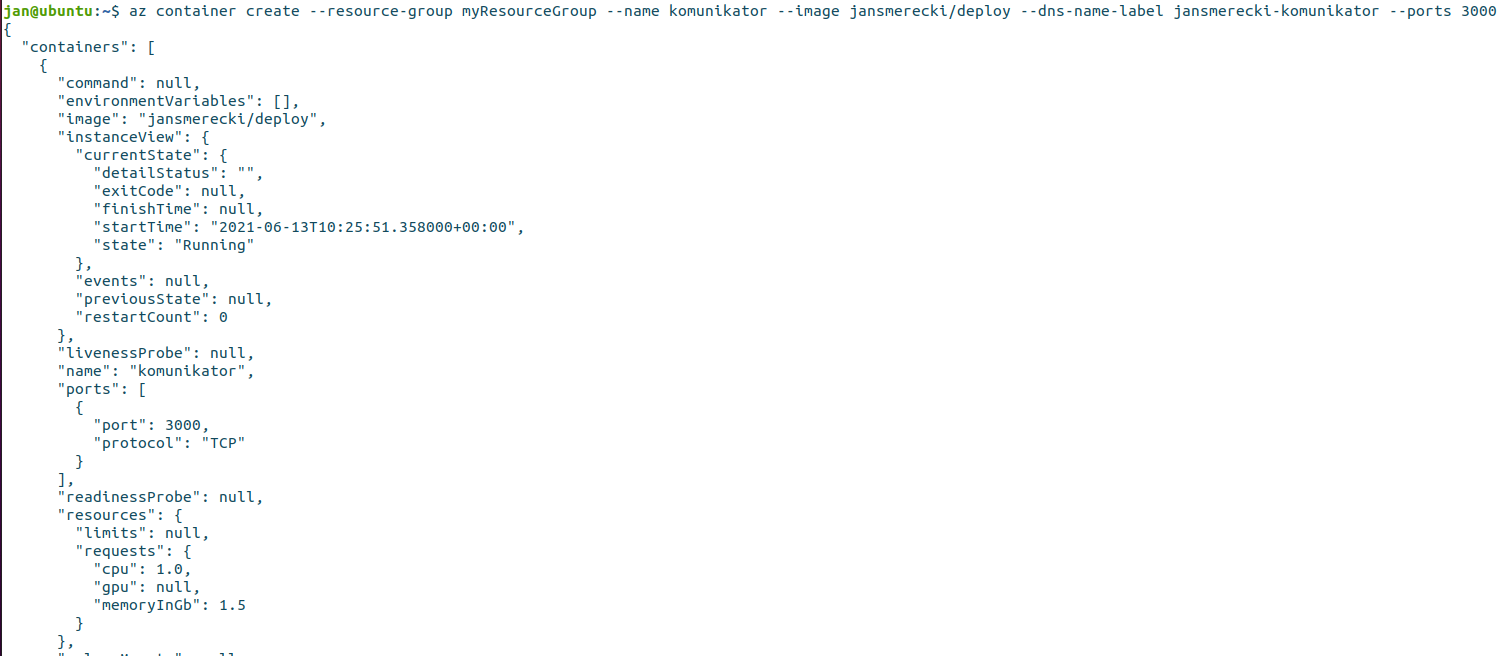 jan@ubuntu:~$ az container create --resource-group myResourceGroup --name komunikator --image jansmerecki/deploy --dns-name-label jansmerecki-komunikator --ports 3000
{
  "containers": [
    {
      "command": null,
      "environmentVariables": [],
      "image": "jansmerecki/deploy",
      "instanceView": {
        "currentState": {
          "detailStatus": "",
          "exitCode": null,
          "finishTime": null,
          "startTime": "2021-06-13T10:25:51.358000+00:00",
          "state": "Running"
        },
        "events": null,
        "previousState": null,
        "restartCount": 0
      },
      "livenessProbe": null,
      "name": "komunikator",
      "ports": [
        {
          "port": 3000,
          "protocol": "TCP"
        }
      ],
      "readinessProbe": null,
      "resources": {
        "limits": null,
        "requests": {
          "cpu": 1.0,
          "gpu": null,
          "memoryInGb": 1.5
        }
      },